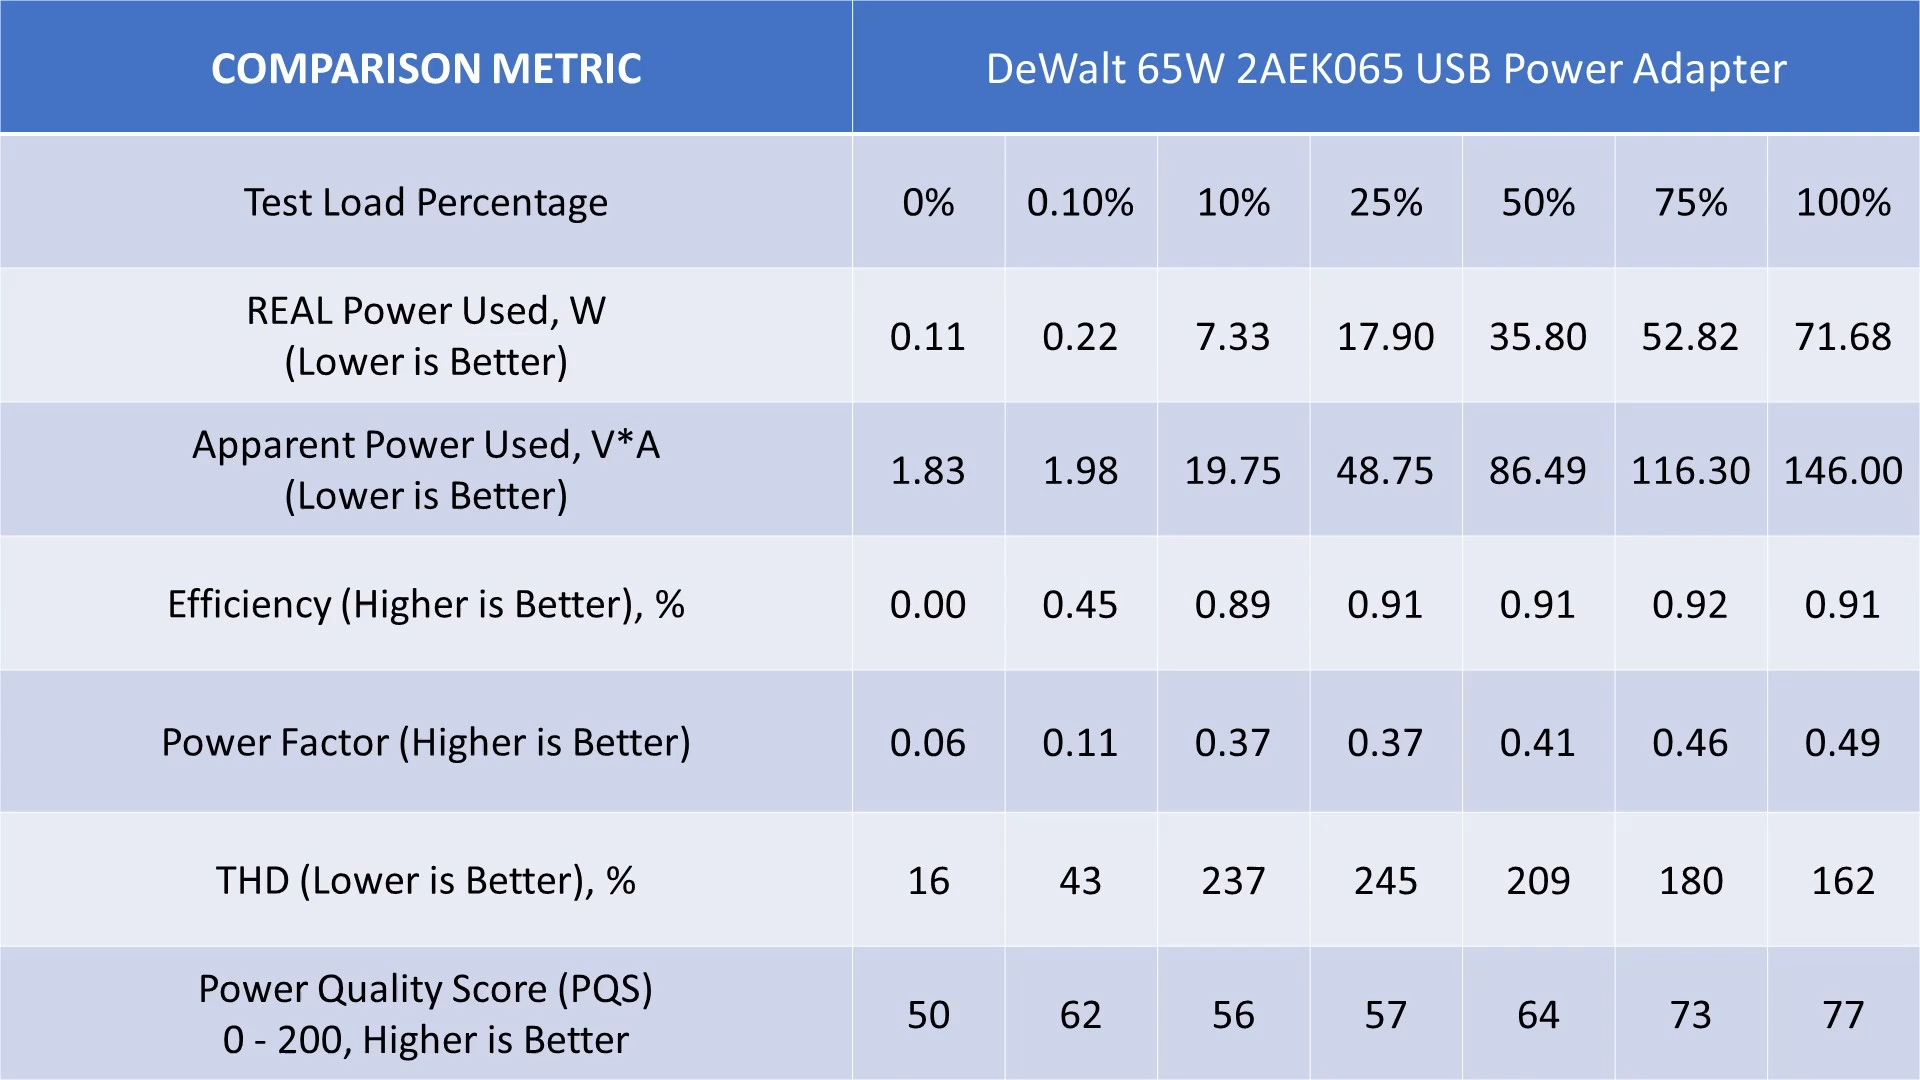 COMPARISON METRIC DeWalt 65W 2AEK065 USB Power Adapter
Test Load Percentage 0% 0.10% 10% 25% 50% 75% 100%
REAL Power Used, W
(Lower is Better) 0.11 0.22 7.33 17.90 35.80 52.82 71.68
Apparent Power Used, V*A
(Lower is Better) 1.83 1.98 19.75 48.75 86.49 116.30 146.00
Efficiency (Higher is Better), % 0.00 0.45 0.89 0.91 0.91 0.92 0.91
Power Factor (Higher is Better) 0.06 0.11 0.37 0.37 0.41 0.46 0.49
THD (Lower is Better), % 16 43 237 245 209 180 162
Power Quality Score (PQS)
0 - 200, Higher is Better 50 62 56 57 64 73 77